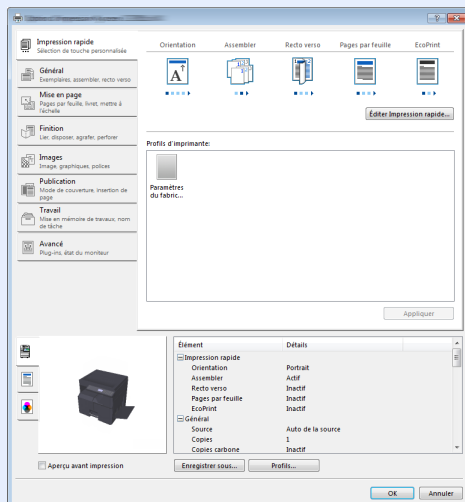 Impression rapide
Sélection de touche personnalisée
Général
Exemplaires, assembler, recto verso
Mise en page
Pages par feuille, livret, mettre à
l'échelle
Finition
Lier, disposer, agrafer, perforer
Images
Image, graphiques, polices
Publication
Mode de couverture, insertion de
page
Travail
Mise en mémoire de travaux, nom
de tâche
Avancé
Plug-ins, état du moniteur
Orientation Assembler Recto verso Pages par feuille EcoPrint
A
Éditer Impression rapide...
Profils d'imprimante:
Paramètres
du fabric...
Appliquer
Élément Détails
Impression rapide
Orientation Portrait
Assembler Actif
Recto verso Inactif
Pages par feuille Inactif
EcoPrint Inactif
Général
Source Auto de la source
Copies 1
Copies carbone Inactif
Aperçu avant impression
Enregistrer sous... Profils...
OK Annuler